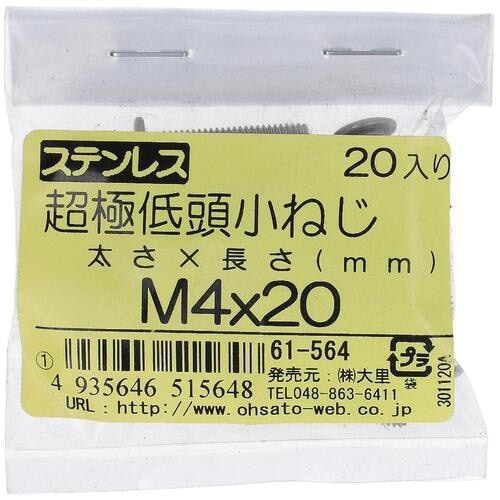 ステンレス 20入り
超極低頭小ねじ
太さ×長さ(mm)
M4x20
61-564
発売元:㈱大里
TEL048-863-6411
プラ
袋
301120A
①
4 935646 515648
URL:http://www.ohsato-web.co.jp